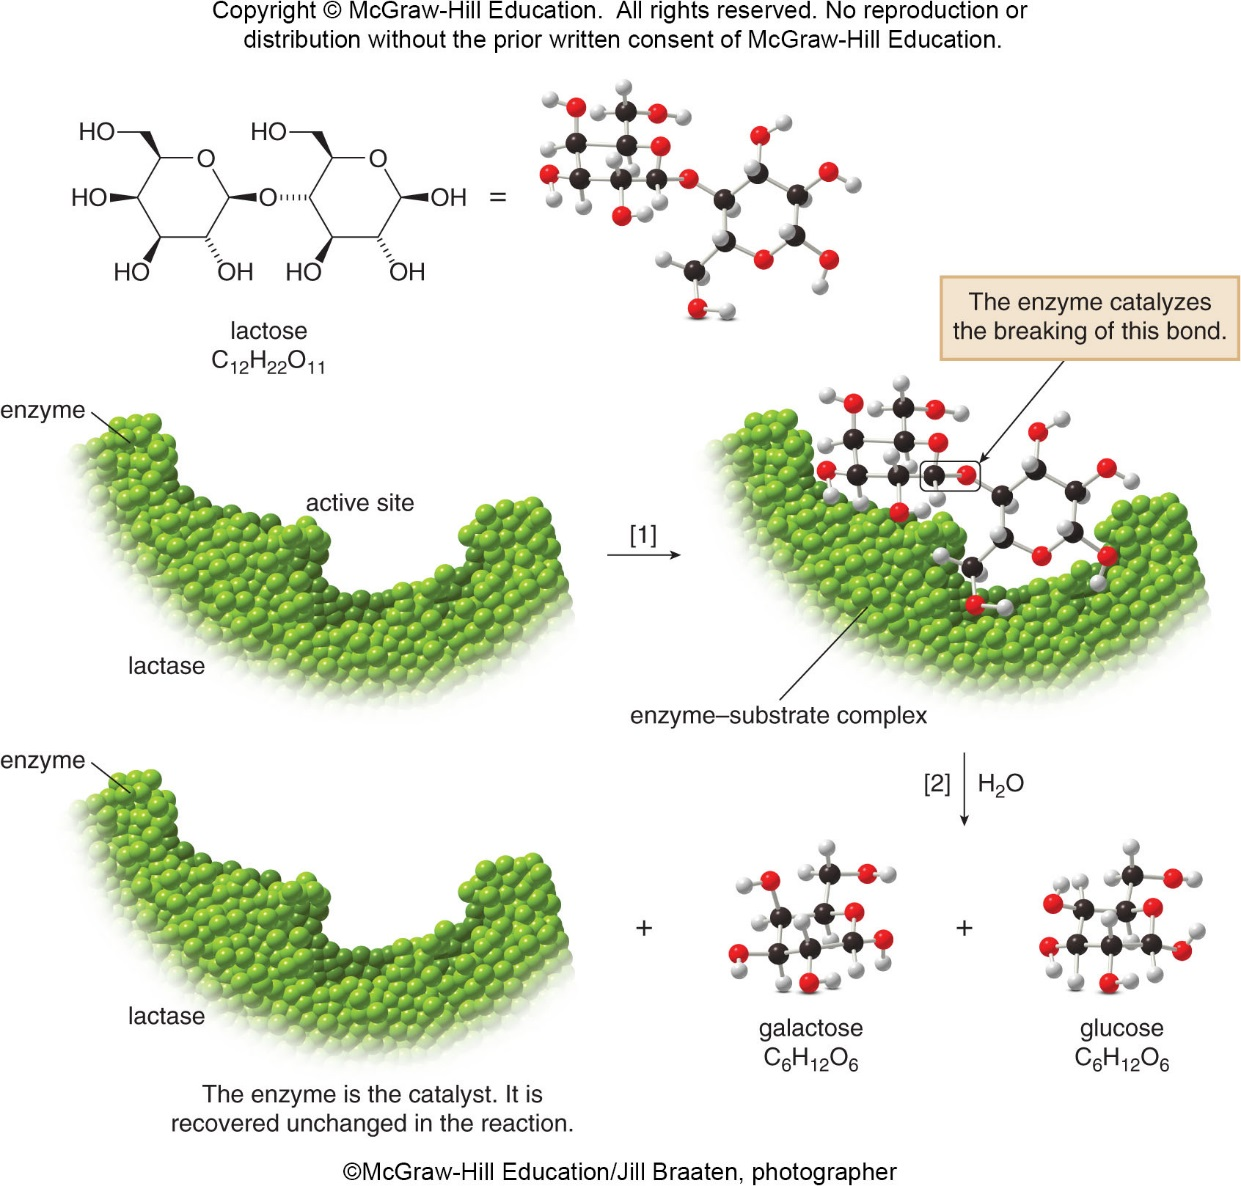 Copyright © McGraw-Hill Education.  All rights reserved. No reproduction or
distribution without the prior written consent of McGraw-Hill Education.
HO
HO
O
O
HO
O
OH
=
HO
OH
HO
OH
lactose
C₁₂H₂₂O₁₁
The enzyme catalyzes
the breaking of this bond.
enzyme
active site
[1]
lactase
enzyme–substrate complex
[2]
H₂O
enzyme
+
+
lactase
galactose
C₆H₁₂O₆
glucose
C₆H₁₂O₆
The enzyme is the catalyst. It is
recovered unchanged in the reaction.
©McGraw-Hill Education/Jill Braaten, photographer